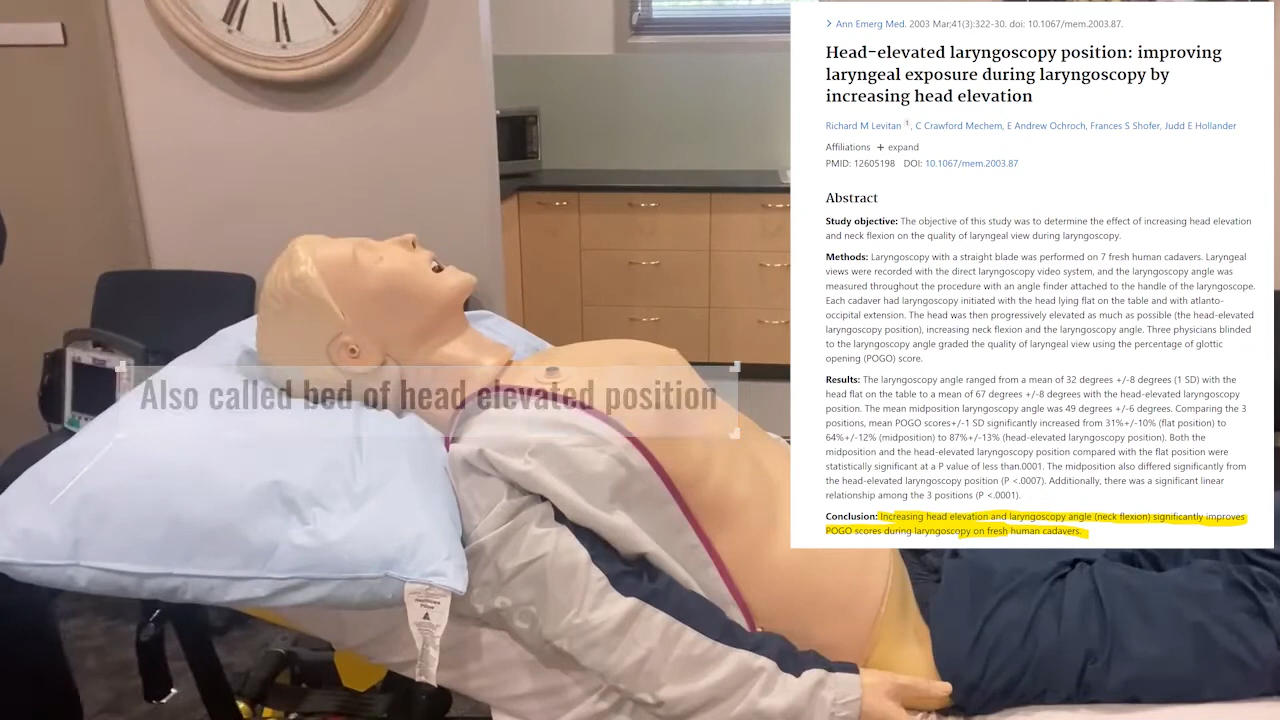 Ann Emerg Med. 2003 Mar;41(3):322-30. doi: 10.1067/mem.2003.87.
Head-elevated laryngoscopy position: improving
laryngeal exposure during laryngoscopy by
increasing head elevation
Richard M Levitan 1, C Crawford Mechem, E Andrew Ochroch, Frances S Shofer, Judd E Hollander
Affiliations + expand
PMID: 12605198 DOI: 10.1067/mem.2003.87
Abstract
Study objective: The objective of this study was to determine the effect of increasing head elevation
and neck flexion on the quality of laryngeal view during laryngoscopy.
Methods: Laryngoscopy with a straight blade was performed on 7 fresh human cadavers. Laryngeal
views were recorded with the direct laryngoscopy video system, and the laryngoscopy angle was
measured throughout the procedure with an angle finder attached to the handle of the laryngoscope.
Each cadaver had laryngoscopy initiated with the head lying flat on the table and with atlanto-
occipital extension. The head was then progressively elevated as much as possible (the head-elevated
laryngoscopy position), increasing neck flexion and the laryngoscopy angle. Three physicians blinded
to the laryngoscopy angle graded the quality of laryngeal view using the percentage of glottic
opening (POGO) score.
Results: The laryngoscopy angle ranged from a mean of 32 degrees +/-8 degrees (1 SD) with the
head flat on the table to a mean of 67 degrees +/-8 degrees with the head-elevated laryngoscopy
position. The mean midposition laryngoscopy angle was 49 degrees +/-6 degrees. Comparing the 3
positions, mean POGO scores+/-1 SD significantly increased from 31%+/-10% (flat position) to
64%+/-12% (midposition) to 87%+/-13% (head-elevated laryngoscopy position). Both the
midposition and the head-elevated laryngoscopy position compared with the flat position were
statistically significant at a P value of less than.0001. The midposition also differed significantly from
the head-elevated laryngoscopy position (P <.0007). Additionally, there was a significant linear
relationship among the 3 positions (P <.0001).
Conclusion: Increasing head elevation and laryngoscopy angle (neck flexion) significantly improves
POGO scores during laryngoscopy on fresh human cadavers.
Also called bed of head elevated position